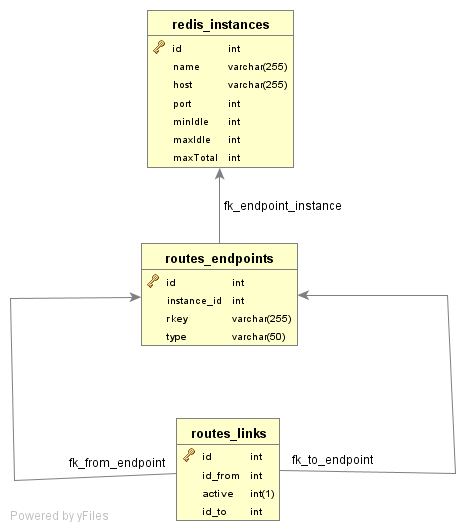 redis_instances
id int
name varchar(255)
host varchar(255)
port int
minIdle int
maxIdle int
maxTotal int
fk_endpoint_instance
routes_endpoints
id int
instance_id int
rkey varchar(255)
type varchar(50)
routes_links
id int
id_from int
active int(1)
id_to int
fk_from_endpoint
fk_to_endpoint
Powered by yFiles